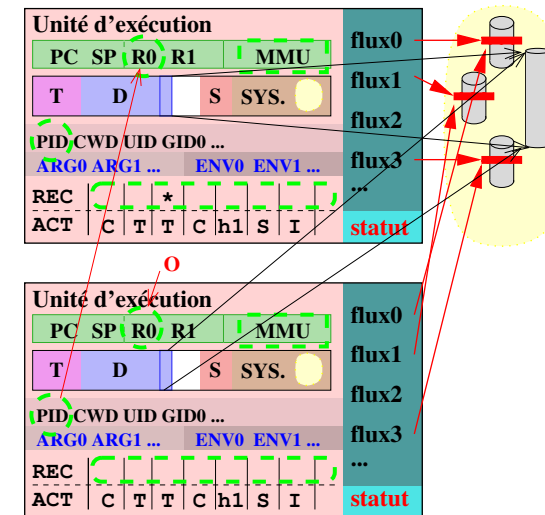 Unité d'exécution
PC SP R0 R1 MMU
T D S SYS.
PID CWD UID GID0 ...
ARG0 ARG1 ... ENV0 ENV1 ...
REC *
ACT C T T C h1 S I
flux0
flux1
flux2
flux3
...
statut
O
Unité d'exécution
PC SP R0 R1 MMU
T D S SYS.
PID CWD UID GID0 ...
ARG0 ARG1 ... ENV0 ENV1 ...
REC
ACT C T T C h1 S I
flux0
flux1
flux2
flux3
...
statut